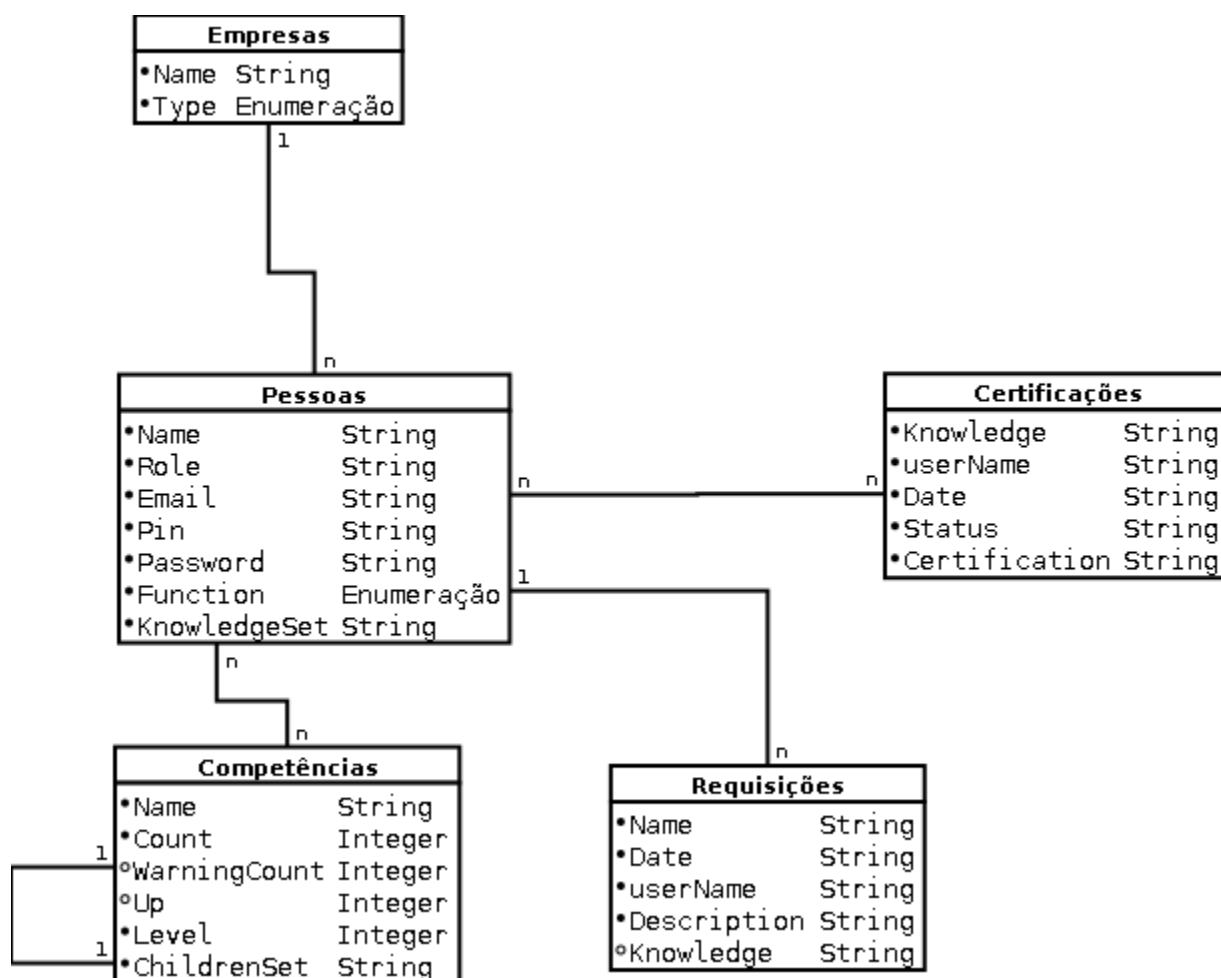 Empresas
•Name String
•Type Enumeração
1
n
Pessoas
•Name String
•Role String
•Email String
•Pin String
•Password String
•Function Enumeração
•KnowledgeSet String
n
n
1
n
Certificações
•Knowledge String
•userName String
•Date String
•Status String
•Certification String
n
n
Competências
•Name String
•Count Integer
1
◦WarningCount Integer
◦Up Integer
•Level Integer
1
•ChildrenSet String
Requisições
•Name String
•Date String
•userName String
•Description String
◦Knowledge String